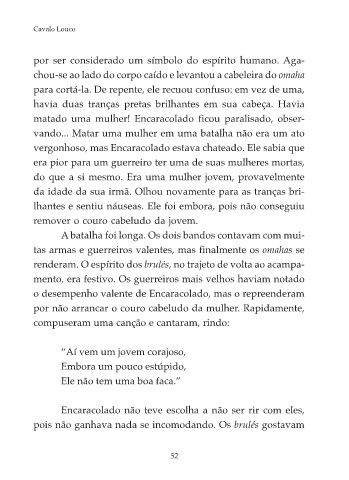 Cavalo Louco
por ser considerado um símbolo do espírito humano. Aga-
chou-se ao lado do corpo caído e levantou a cabeleira do omaha
para cortá-la. De repente, ele recuou confuso: em vez de uma,
havia duas tranças pretas brilhantes em sua cabeça. Havia
matado uma mulher! Encaracolado ficou paralisado, obser-
vando... Matar uma mulher em uma batalha não era um ato
vergonhoso, mas Encaracolado estava chateado. Ele sabia que
era pior para um guerreiro ter uma de suas mulheres mortas,
do que a si mesmo. Era uma mulher jovem, provavelmente
da idade da sua irmã. Olhou novamente para as tranças bri-
lhantes e sentiu náuseas. Ele foi embora, pois não conseguiu
remover o couro cabeludo da jovem.
A batalha foi longa. Os dois bandos contavam com mui-
tas armas e guerreiros valentes, mas finalmente os omahas se
renderam. O espírito dos brulés, no trajeto de volta ao acampa-
mento, era festivo. Os guerreiros mais velhos haviam notado
o desempenho valente de Encaracolado, mas o repreenderam
por não arrancar o couro cabeludo da mulher. Rapidamente,
compuseram uma canção e cantaram, rindo:
“Aí vem um jovem corajoso,
Embora um pouco estúpido,
Ele não tem uma boa faca.”
Encaracolado não teve escolha a não ser rir com eles,
pois não ganhava nada se incomodando. Os brulés gostavam
52